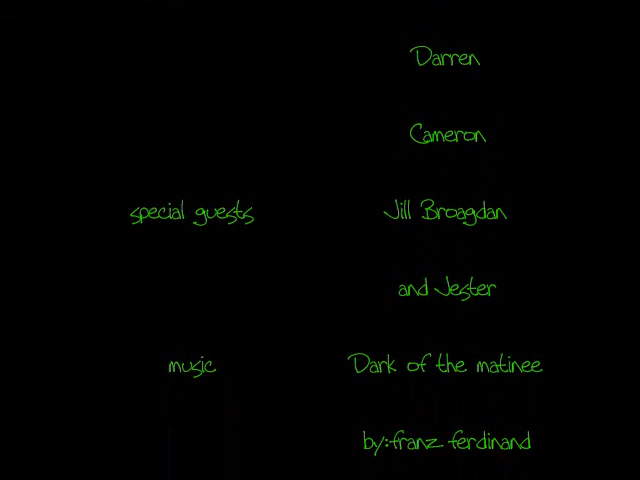 Darren
Cameron
special guests Jill Broagdan
and Jester
music Dark of the matinee
by:franz ferdinand